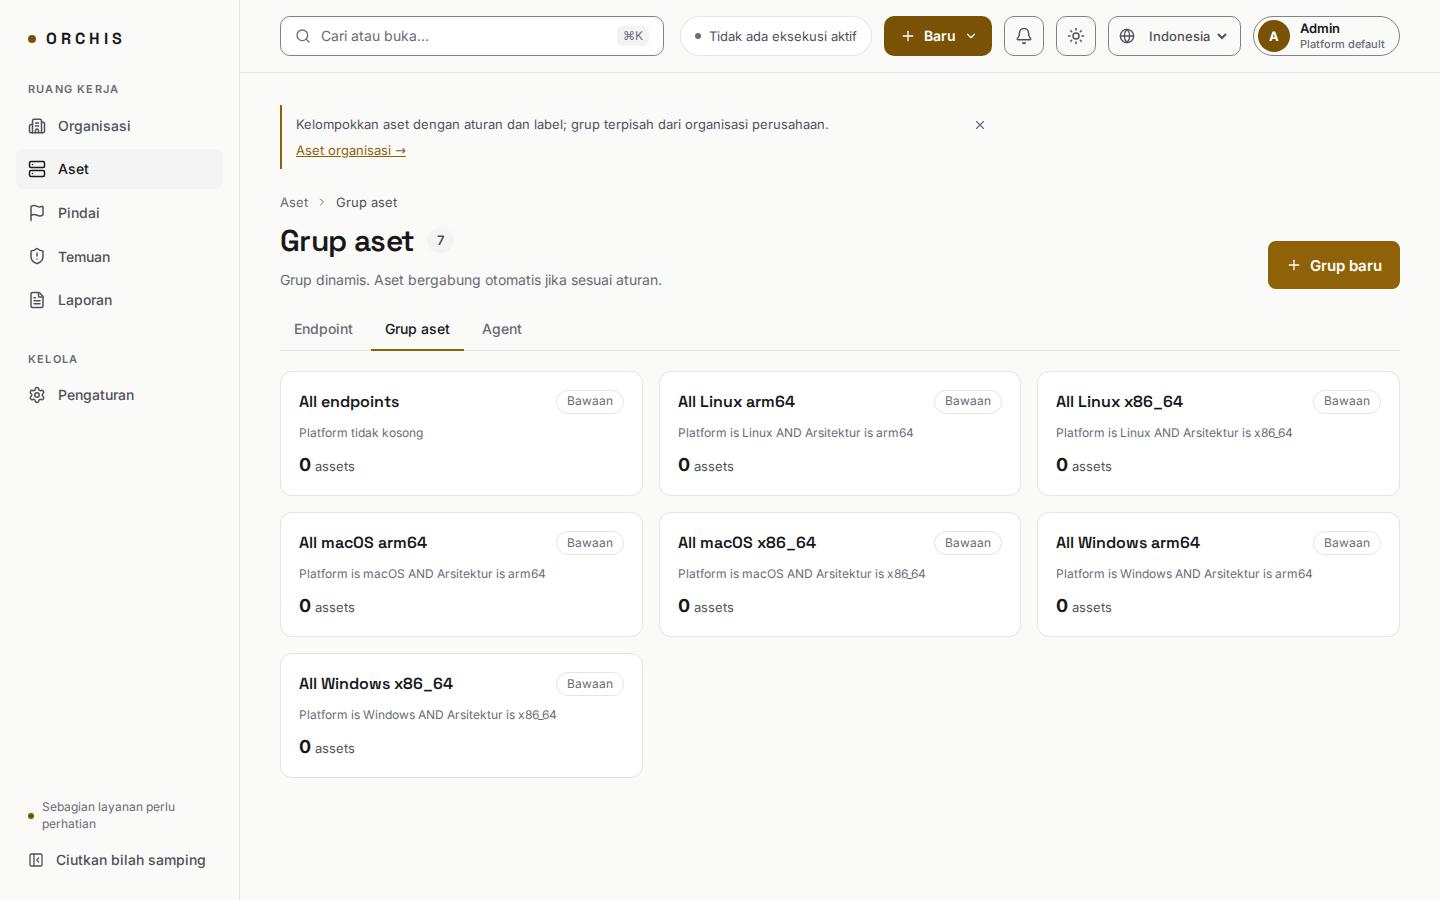 ORCHIS
RUANG KERJA
Organisasi
Aset
Pindai
Temuan
Laporan
KELOLA
Pengaturan
Sebagian layanan perlu
perhatian
Ciutkan bilah samping
Cari atau buka...
⌘K
Tidak ada eksekusi aktif
Baru
Indonesia
A
Admin
Platform default
Kelompokkan aset dengan aturan dan label; grup terpisah dari organisasi perusahaan.
Aset organisasi →
Aset
Grup aset
Grup aset
7
Grup dinamis. Aset bergabung otomatis jika sesuai aturan.
Grup baru
Endpoint
Grup aset
Agent
All endpoints
Bawaan
Platform tidak kosong
0 assets
All Linux arm64
Bawaan
Platform is Linux AND Arsitektur is arm64
0 assets
All Linux x86_64
Bawaan
Platform is Linux AND Arsitektur is x86_64
0 assets
All macOS arm64
Bawaan
Platform is macOS AND Arsitektur is arm64
0 assets
All macOS x86_64
Bawaan
Platform is macOS AND Arsitektur is x86_64
0 assets
All Windows arm64
Bawaan
Platform is Windows AND Arsitektur is arm64
0 assets
All Windows x86_64
Bawaan
Platform is Windows AND Arsitektur is x86_64
0 assets